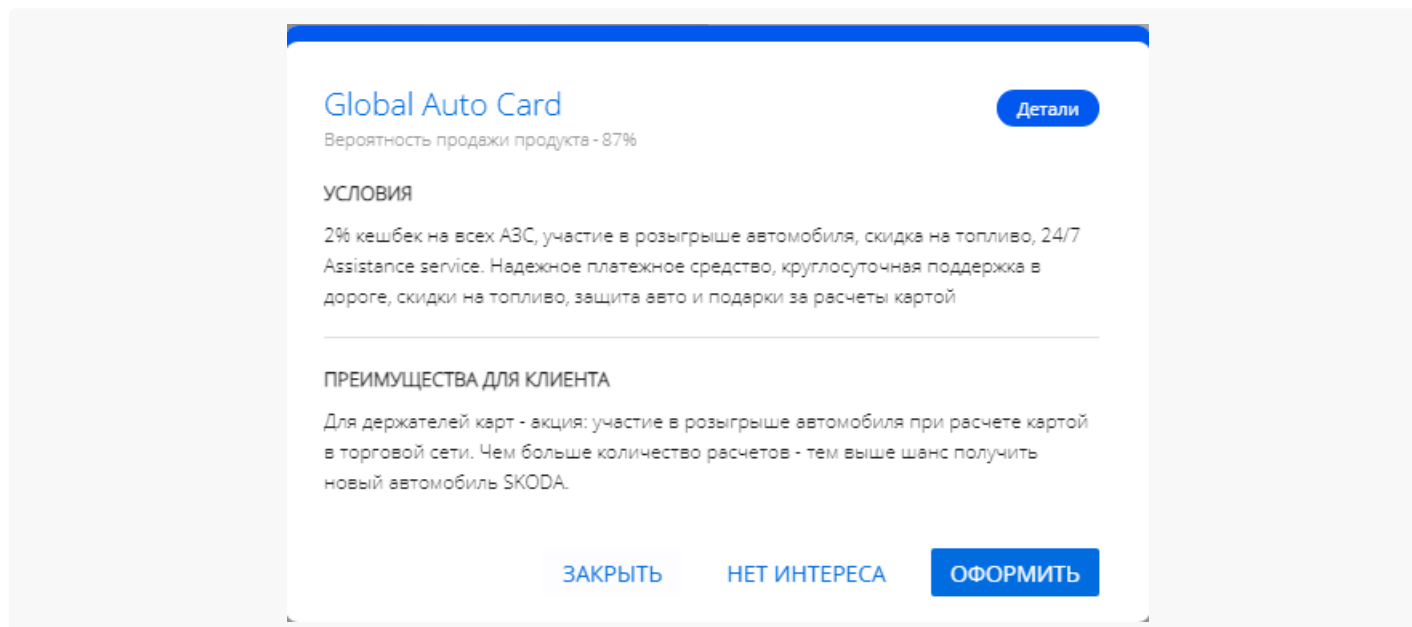 Global Auto Card
Детали
Вероятность продажи продукта - 87%
УСЛОВИЯ
2% кешбек на всех АЗС, участие в розыгрыше автомобиля, скидка на топливо, 24/7
Assistance service. Надежное платежное средство, круглосуточная поддержка в
дороге, скидки на топливо, защита авто и подарки за расчеты картой
ПРЕИМУЩЕСТВА ДЛЯ КЛИЕНТА
Для держателей карт - акция: участие в розыгрыше автомобиля при расчете картой
в торговой сети. Чем больше количество расчетов - тем выше шанс получить
новый автомобиль SKODA.
ЗАКРЫТЬ
НЕТ ИНТЕРЕСА
ОФОРМИТЬ